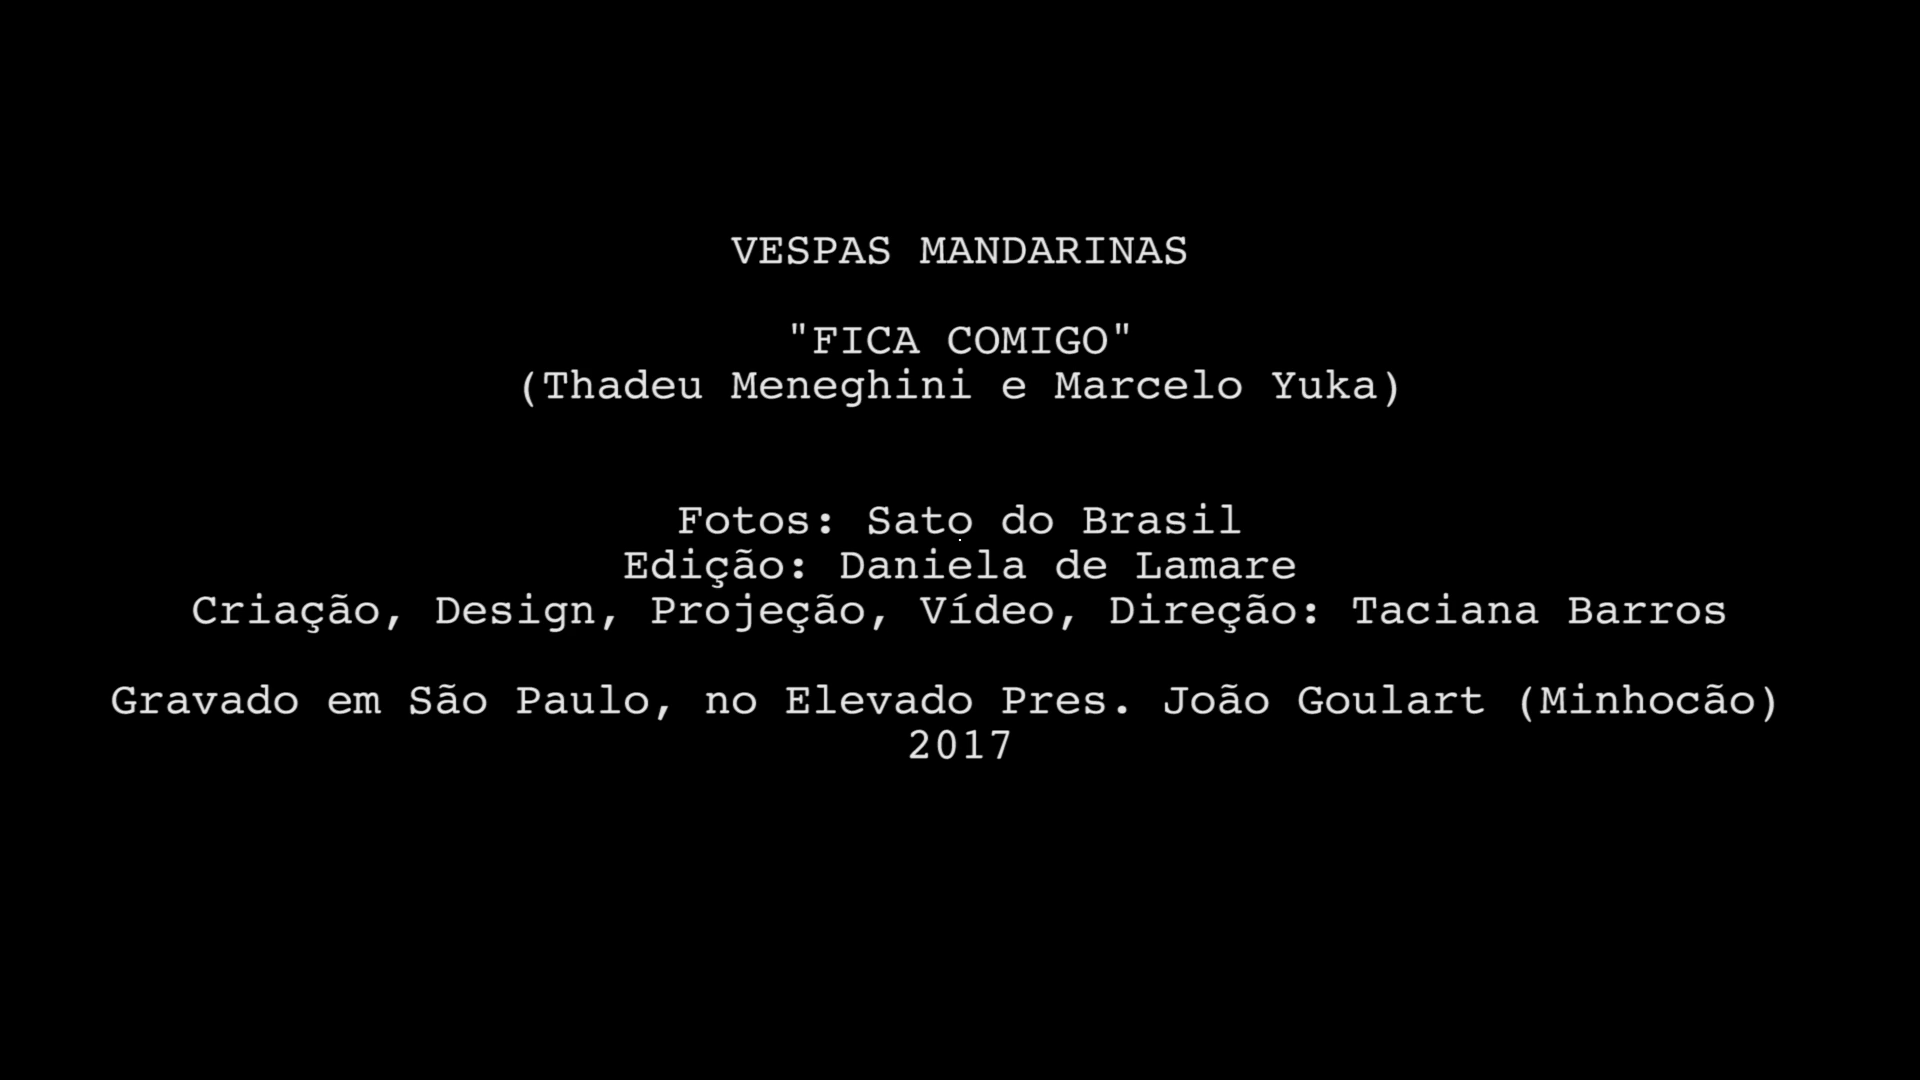 VESPAS MANDARINAS
"FICA COMIGO"
(Thadeu Meneghini e Marcelo Yuka)
Fotos: Sato do Brasil
Edição: Daniela de Lamare
Criação, Design, Projeção, Vídeo, Direção: Taciana Barros
Gravado em São Paulo, no Elevado Pres. João Goulart (Minhocão)
2017